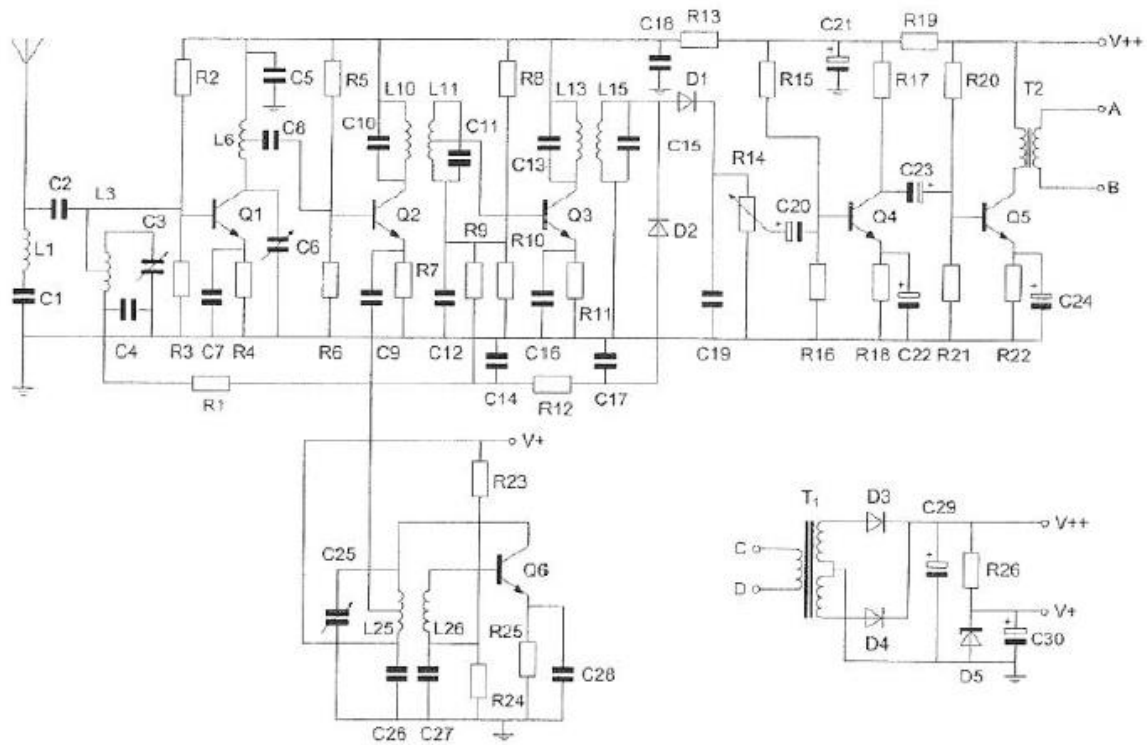 C18 R13 C21 R19
V++
R2 C5 R5 L10 L11 R8 L13 L15 D1 R15 R17 R20 T2
A
L6 C8 C10 C11 C13 C15 R14 C23
C2 L3 C3 Q1 C6 Q2 Q3 D2 C20 Q4 Q5 B
L1 R9 R10
C1 R7 R11 C24
C4 R3 C7 R4 R6 C9 C12 C16 C19 R16 R18 C22 R21 R22
R1 C14 R12 C17
V+
R23
T1 D3 C29 V++
C25 Q6 C
D R26
L25 L26 R25 V+
D4 C30
R24 C28 D5
C26 C27